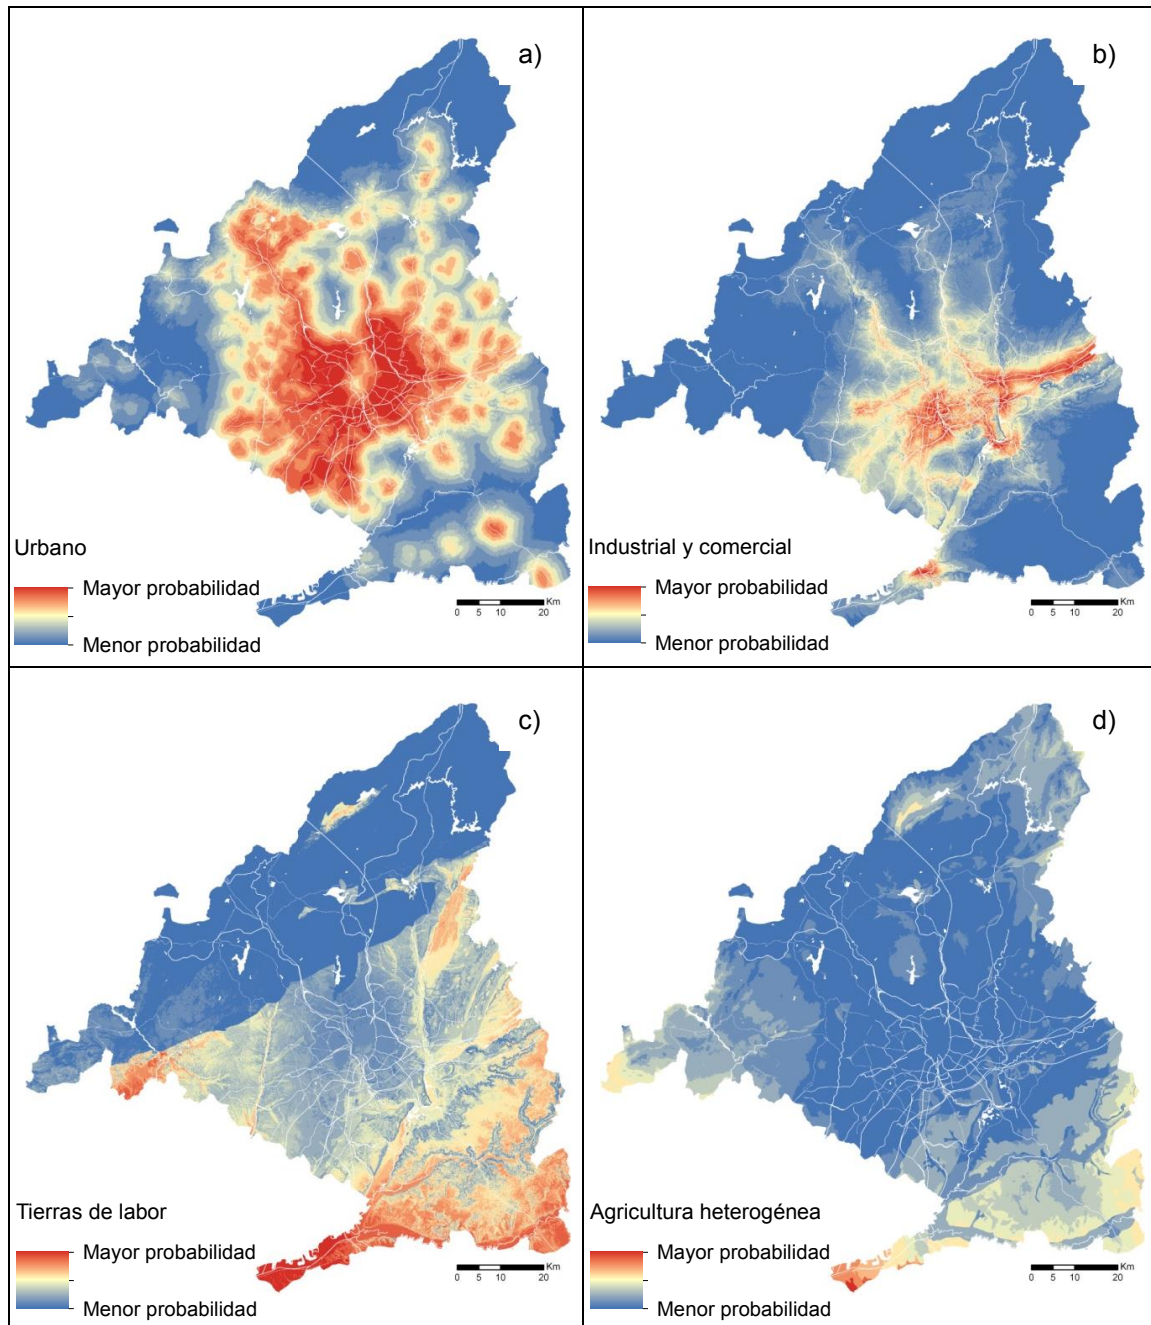 a)
Urbano
Mayor probabilidad
Menor probabilidad
Km
0 5 10 20
b)
Industrial y comercial
Mayor probabilidad
Menor probabilidad
Km
0 5 10 20
c)
Tierras de labor
Mayor probabilidad
Menor probabilidad
Km
0 5 10 20
d)
Agricultura heterogénea
Mayor probabilidad
Menor probabilidad
Km
0 5 10 20